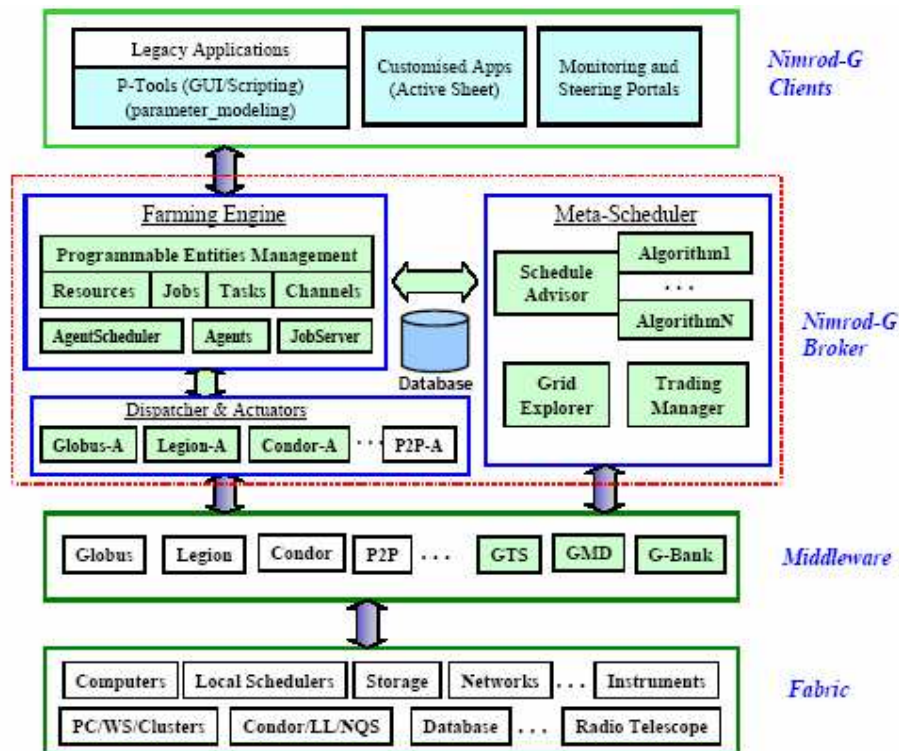 Legacy Applications
P-Tools (GUI/Scripting)
(parameter_modeling)
Customised Apps
(Active Sheet)
Monitoring and
Steering Portals
Nimrod-G
Clients
Farming Engine
Programmable Entities Management
Resources
Jobs
Tasks
Channels
AgentScheduler
Agents
JobServer
Database
Meta-Scheduler
Schedule
Advisor
Algorithm1
. . .
AlgorithmN
Grid
Explorer
Trading
Manager
Nimrod-G
Broker
Dispatcher & Actuators
Globus-A
Legion-A
Condor-A
. . .
P2P-A
Globus
Legion
Condor
P2P
. . .
GTS
GMD
G-Bank
Middleware
Computers
Local Schedulers
Storage
Networks
. . .
Instruments
PC/WS/Clusters
Condor/LL/NQS
Database
. . .
Radio Telescope
Fabric